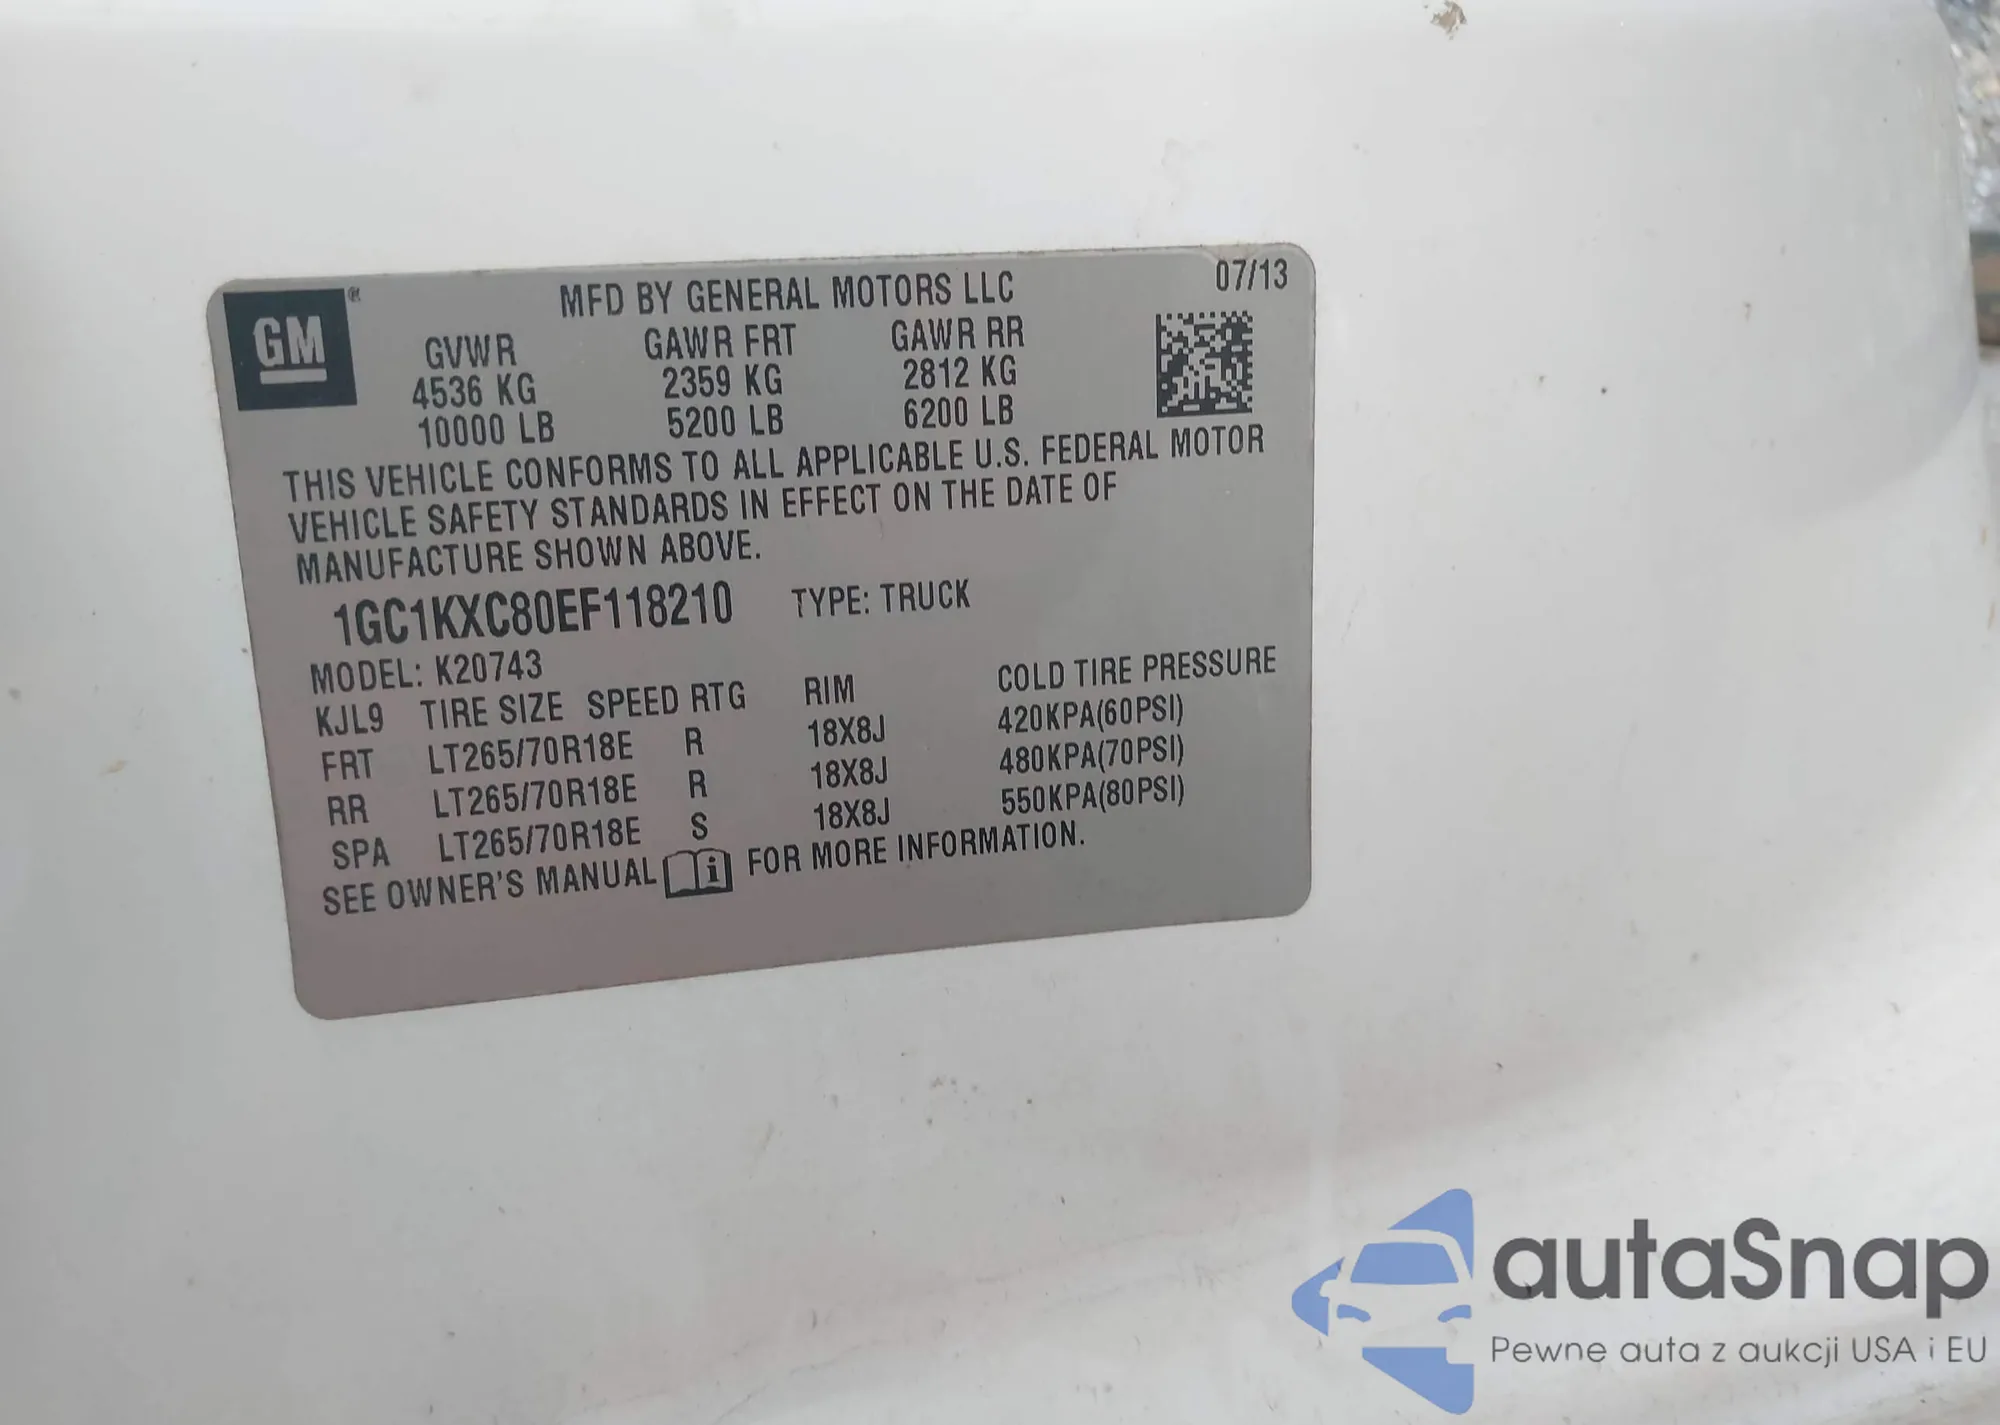 GM®
MFD BY GENERAL MOTORS LLC 07/13
GVWR GAWR FRT GAWR RR
4536 KG 2359 KG 2812 KG
10000 LB 5200 LB 6200 LB
THIS VEHICLE CONFORMS TO ALL APPLICABLE U.S. FEDERAL MOTOR
VEHICLE SAFETY STANDARDS IN EFFECT ON THE DATE OF
MANUFACTURE SHOWN ABOVE.
1GC1KXC80EF118210 TYPE: TRUCK
MODEL: K20743
KJL9 TIRE SIZE SPEED RTG RIM COLD TIRE PRESSURE
FRT LT265/70R18E R 18X8J 420KPA(60PSI)
RR LT265/70R18E R 18X8J 480KPA(70PSI)
SPA LT265/70R18E S 18X8J 550KPA(80PSI)
SEE OWNER'S MANUAL i FOR MORE INFORMATION.
autaSnap
Pewne auta z aukcji USA i EU